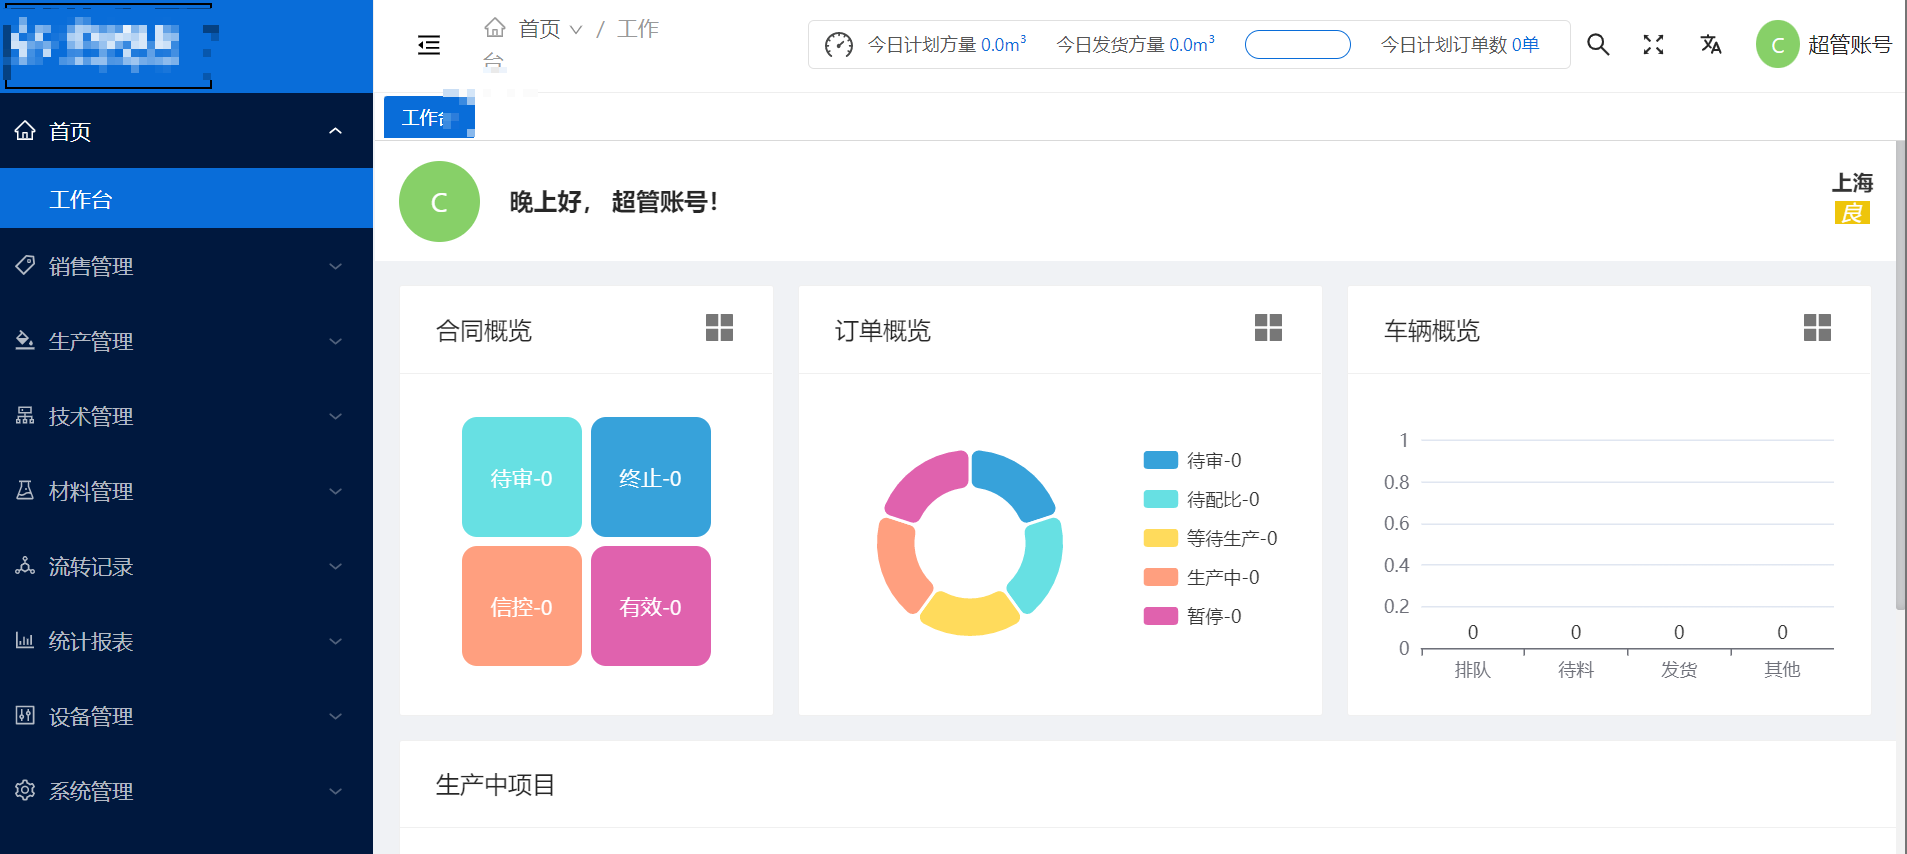 首页
工作台
销售管理
生产管理
技术管理
材料管理
流转记录
统计报表
设备管理
系统管理
首页 / 工作
台
今日计划方量 0.0m³ 今日发货方量 0.0m³ 今日计划订单数 0单
C 超管账号
工作台
C
晚上好， 超管账号！
上海
良
合同概览
待审-0 终止-0
信控-0 有效-0
订单概览
待审-0
待配比-0
等待生产-0
生产中-0
暂停-0
车辆概览
1
0.8
0.6
0.4
0.2
0
0 0 0 0
排队 待料 发货 其他
生产中项目